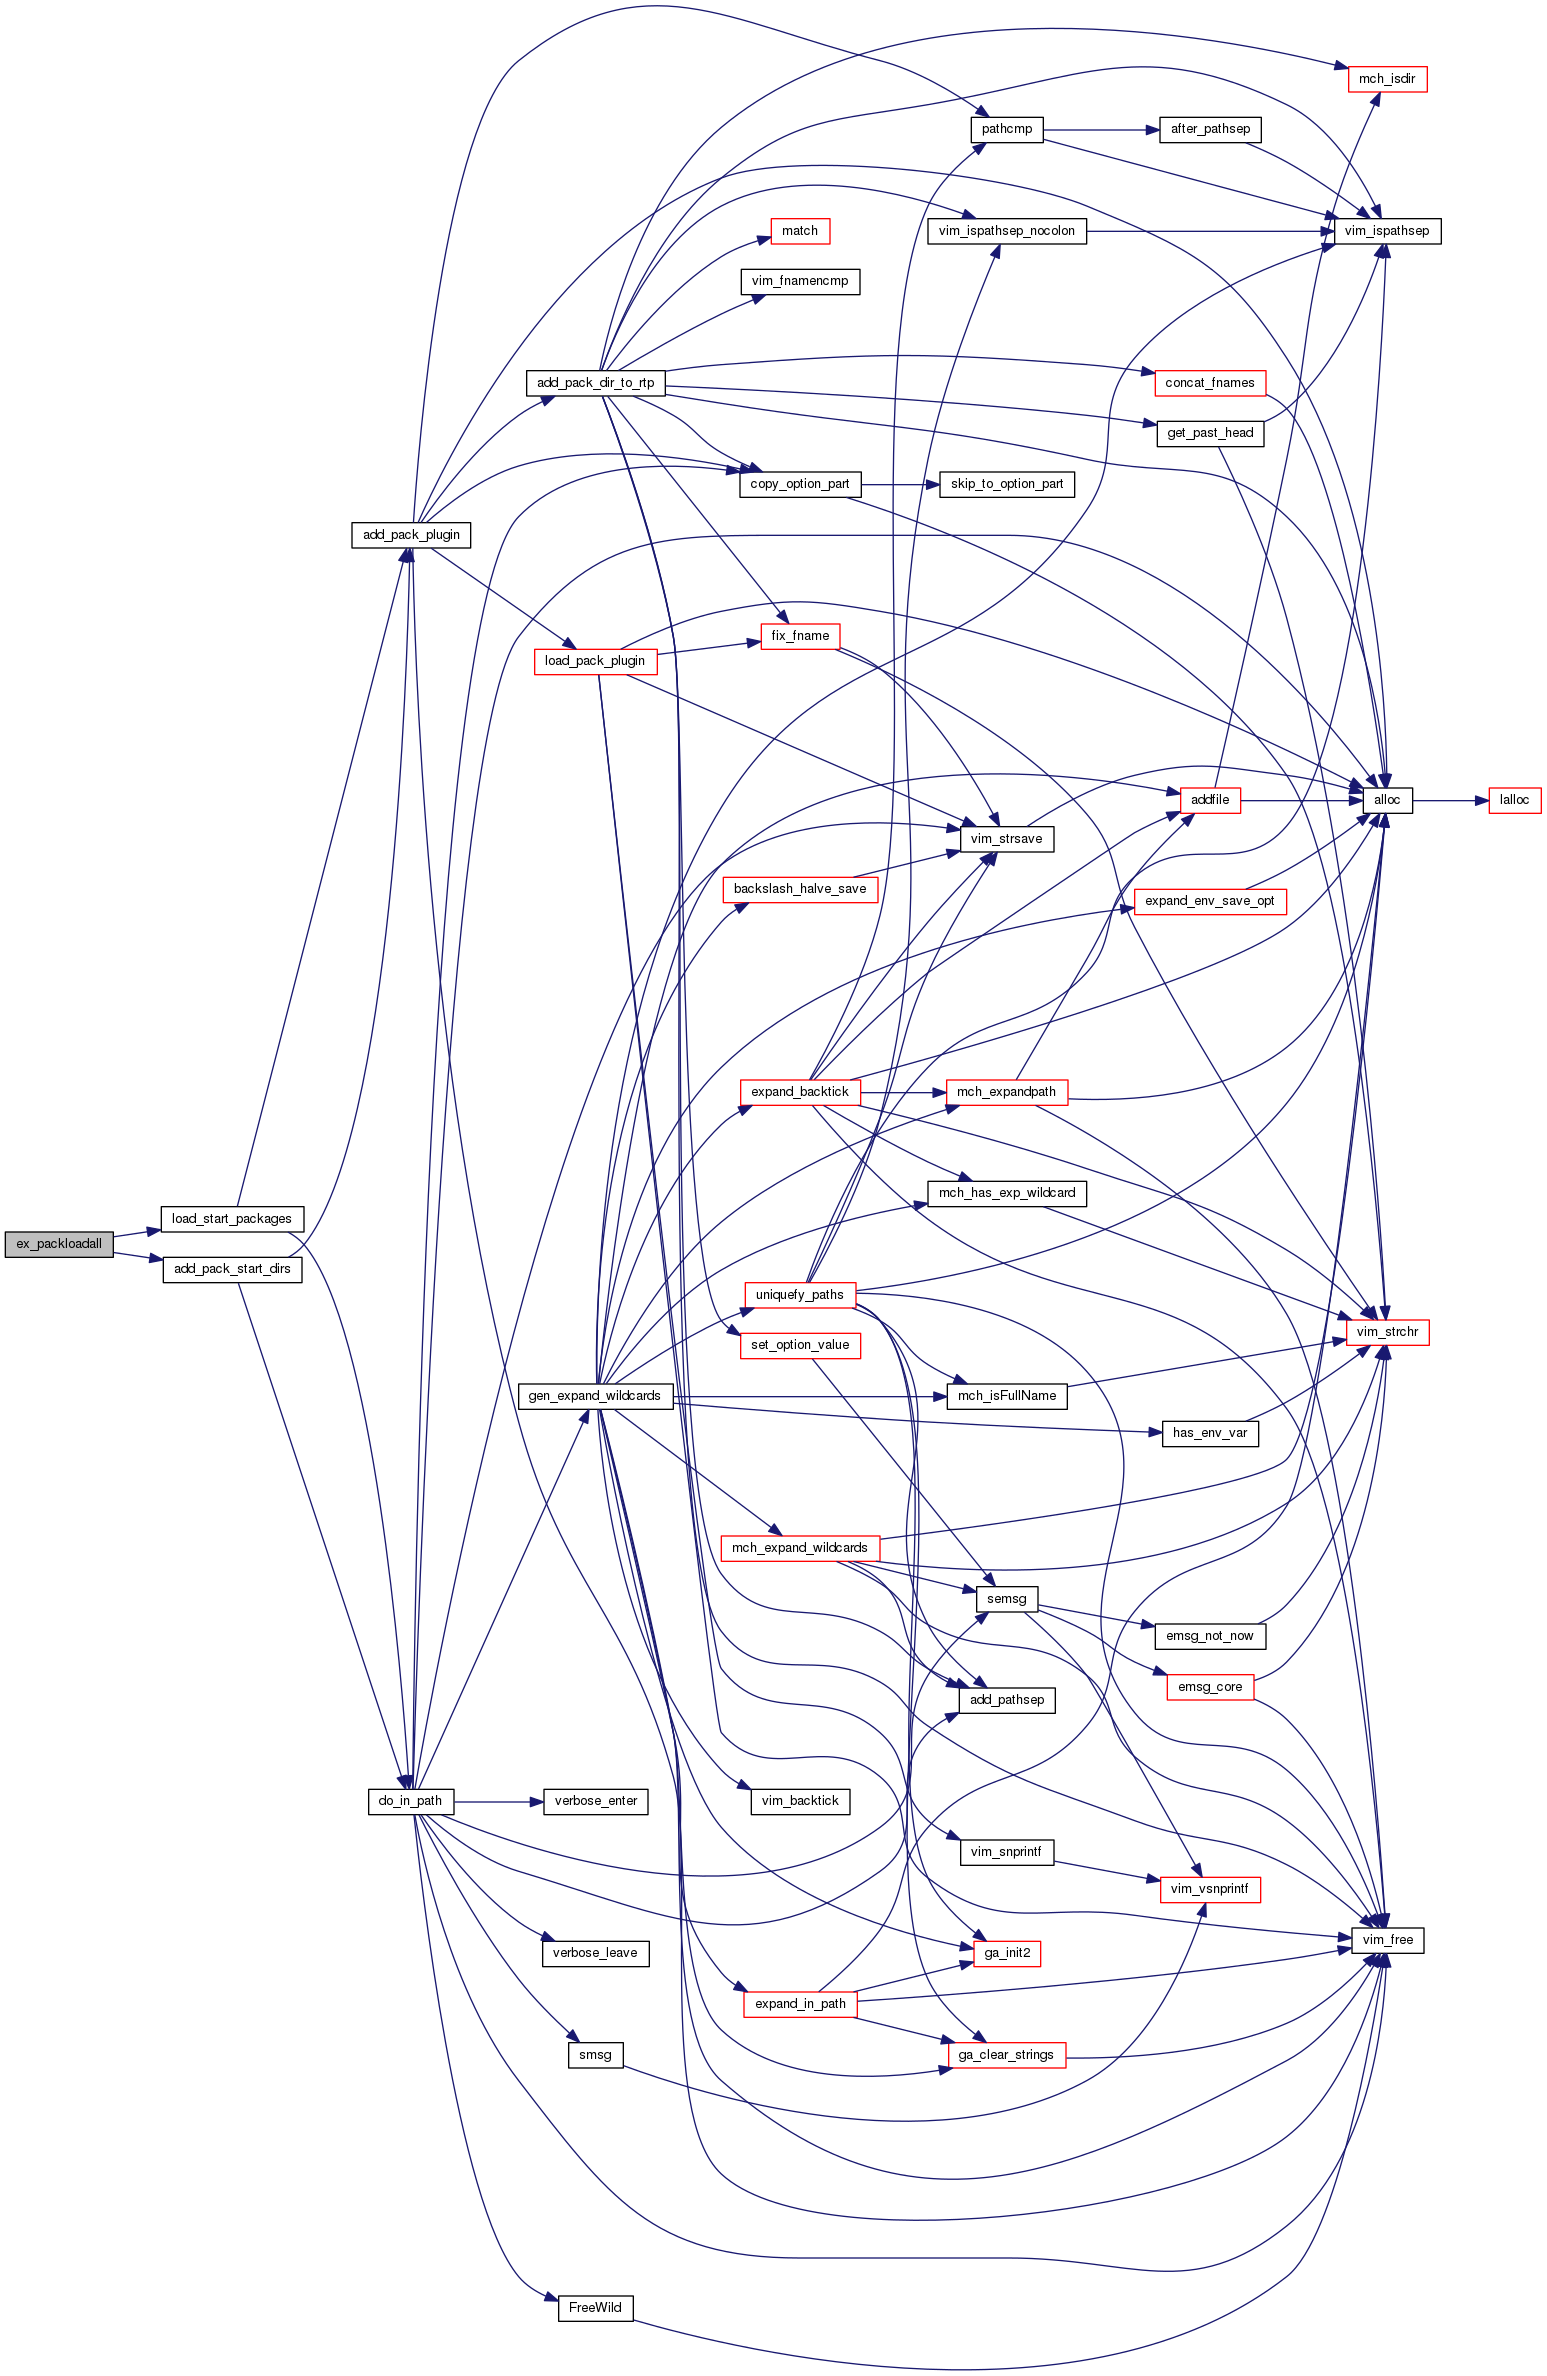 mch_isdir
pathcmp
after_pathsep
match
vim_ispathsep_nocolon
vim_ispathsep
vim_fnamencmp
add_pack_dir_to_rtp
concat_fnames
get_past_head
copy_option_part
skip_to_option_part
add_pack_plugin
fix_fname
load_pack_plugin
addfile
alloc
lalloc
vim_strsave
backslash_halve_save
expand_env_save_opt
expand_backtick
mch_expandpath
mch_has_exp_wildcard
load_start_packages
ex_packloadall
add_pack_start_dirs
uniquefy_paths
vim_strchr
set_option_value
gen_expand_wildcards
mch_isFullName
has_env_var
mch_expand_wildcards
semsg
emsg_not_now
emsg_core
add_pathsep
do_in_path
verbose_enter
vim_backtick
vim_snprintf
vim_vsnprintf
verbose_leave
ga_init2
vim_free
expand_in_path
smsg
ga_clear_strings
FreeWild